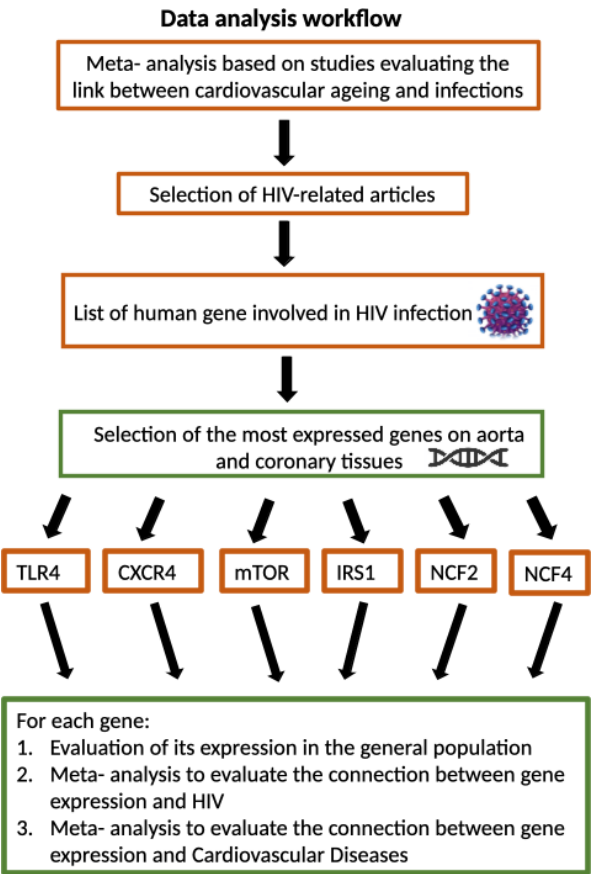 Data analysis workflow
Meta- analysis based on studies evaluating the
link between cardiovascular ageing and infections
Selection of HIV-related articles
List of human gene involved in HIV infection
Selection of the most expressed genes on aorta
and coronary tissues
TLR4
CXCR4
mTOR
IRS1
NCF2
NCF4
For each gene:
1. Evaluation of its expression in the general population
2. Meta- analysis to evaluate the connection between gene
expression and HIV
3. Meta- analysis to evaluate the connection between gene
expression and Cardiovascular Diseases